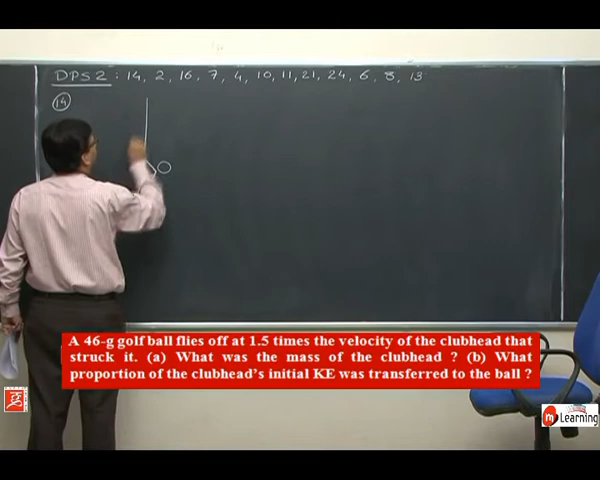 DPS2 : 14, 2, 16, 7, 4, 10, 11, 21, 24, 6, 8, 13
14
A 46-g golf ball flies off at 1.5 times the velocity of the clubhead that
struck it. (a) What was the mass of the clubhead ? (b) What
proportion of the clubhead's initial KE was transferred to the ball ?
m Learning